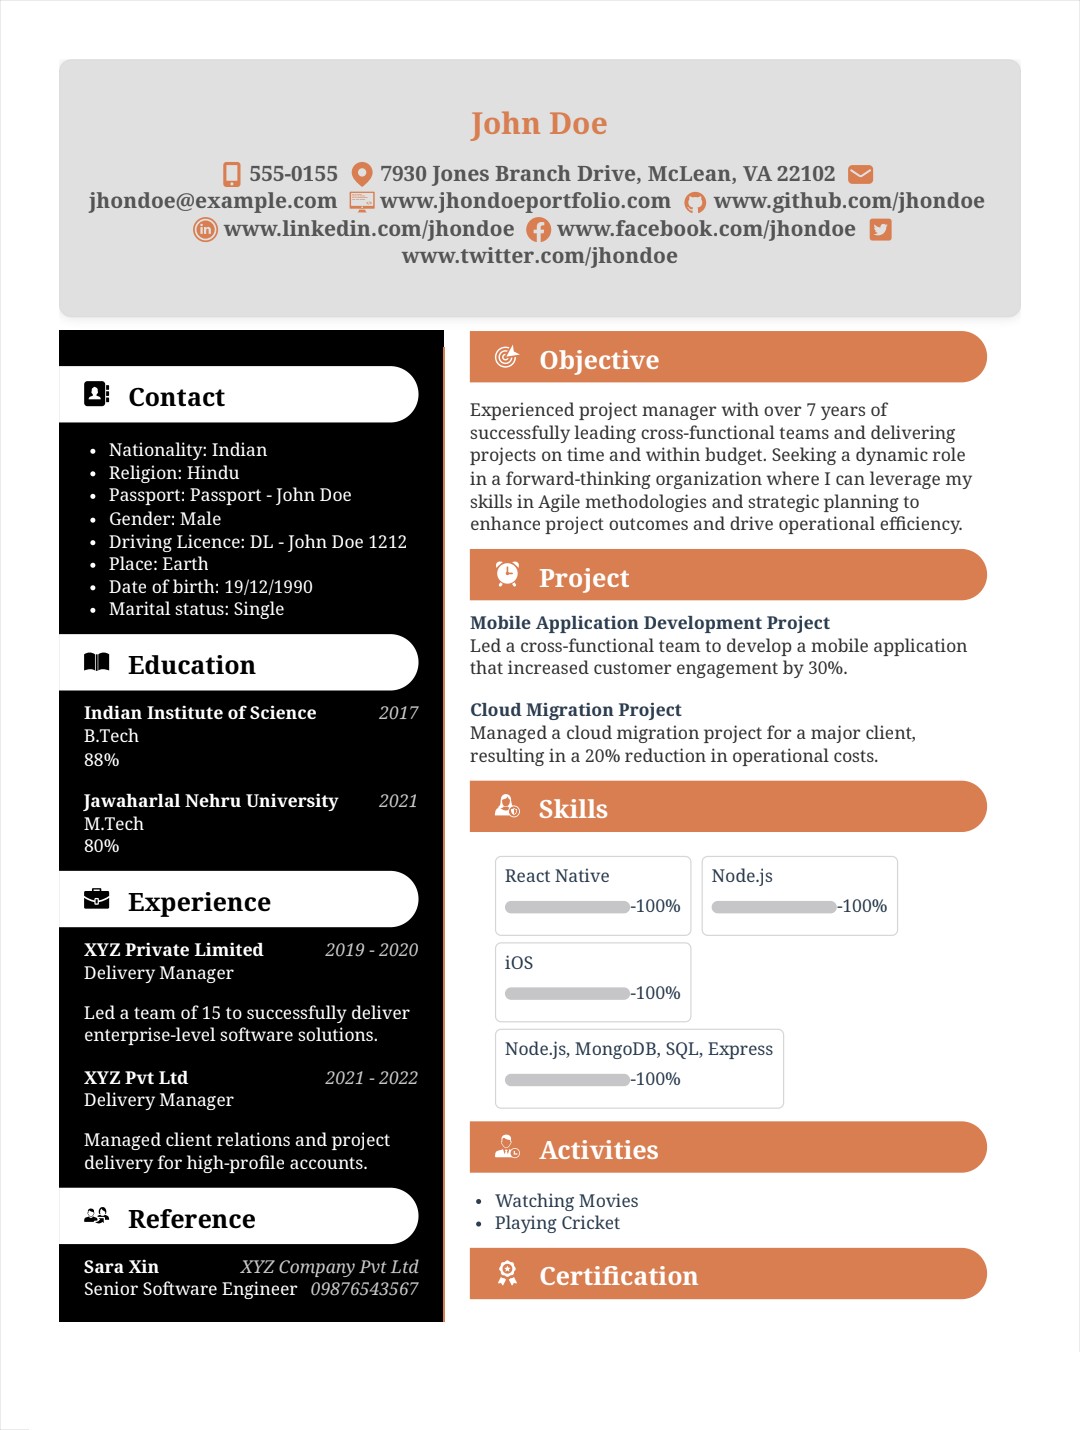 John Doe
555-0155 7930 Jones Branch Drive, McLean, VA 22102
jhondoe@example.com www.jhondoeportfolio.com www.github.com/jhondoe
www.linkedin.com/jhondoe www.facebook.com/jhondoe
www.twitter.com/jhondoe
Contact
• Nationality: Indian
• Religion: Hindu
• Passport: Passport - John Doe
• Gender: Male
• Driving Licence: DL - John Doe 1212
• Place: Earth
• Date of birth: 19/12/1990
• Marital status: Single
Education
Indian Institute of Science 2017
B.Tech
88%
Jawaharlal Nehru University 2021
M.Tech
80%
Experience
XYZ Private Limited 2019 - 2020
Delivery Manager
Led a team of 15 to successfully deliver
enterprise-level software solutions.
XYZ Pvt Ltd 2021 - 2022
Delivery Manager
Managed client relations and project
delivery for high-profile accounts.
Reference
Sara Xin XYZ Company Pvt Ltd
Senior Software Engineer 09876543567
Objective
Experienced project manager with over 7 years of
successfully leading cross-functional teams and delivering
projects on time and within budget. Seeking a dynamic role
in a forward-thinking organization where I can leverage my
skills in Agile methodologies and strategic planning to
enhance project outcomes and drive operational efficiency.
Project
Mobile Application Development Project
Led a cross-functional team to develop a mobile application
that increased customer engagement by 30%.
Cloud Migration Project
Managed a cloud migration project for a major client,
resulting in a 20% reduction in operational costs.
Skills
React Native
-100%
Node.js
-100%
iOS
-100%
Node.js, MongoDB, SQL, Express
-100%
Activities
• Watching Movies
• Playing Cricket
Certification